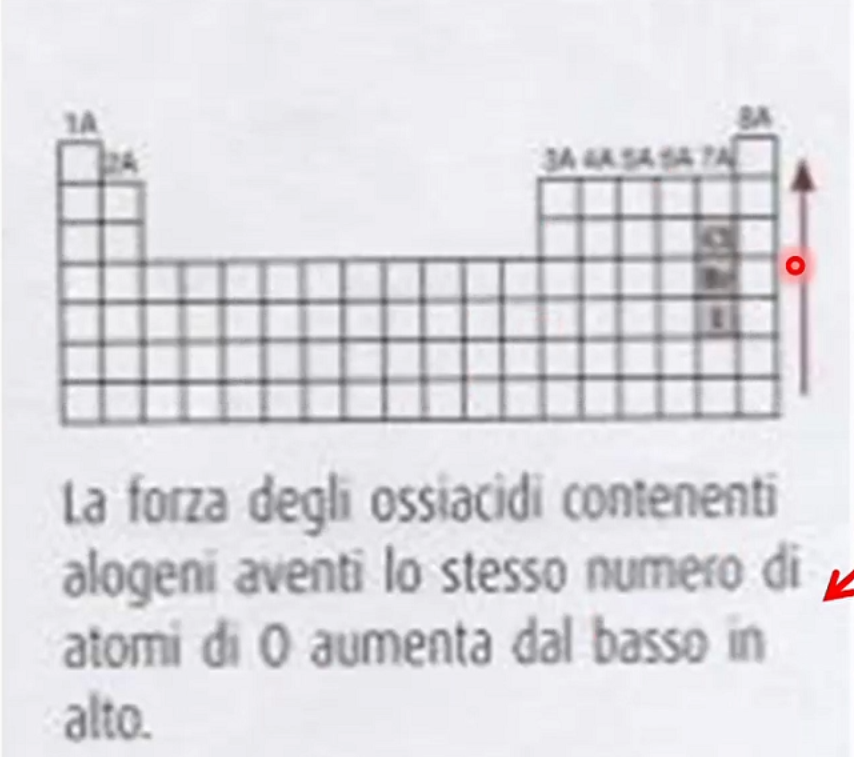 1A 8A
2A 3A 4A 5A 6A 7A
Cl
Br
I
La forza degli ossiacidi contenenti
alogeni aventi lo stesso numero di
atomi di O aumenta dal basso in
alto.